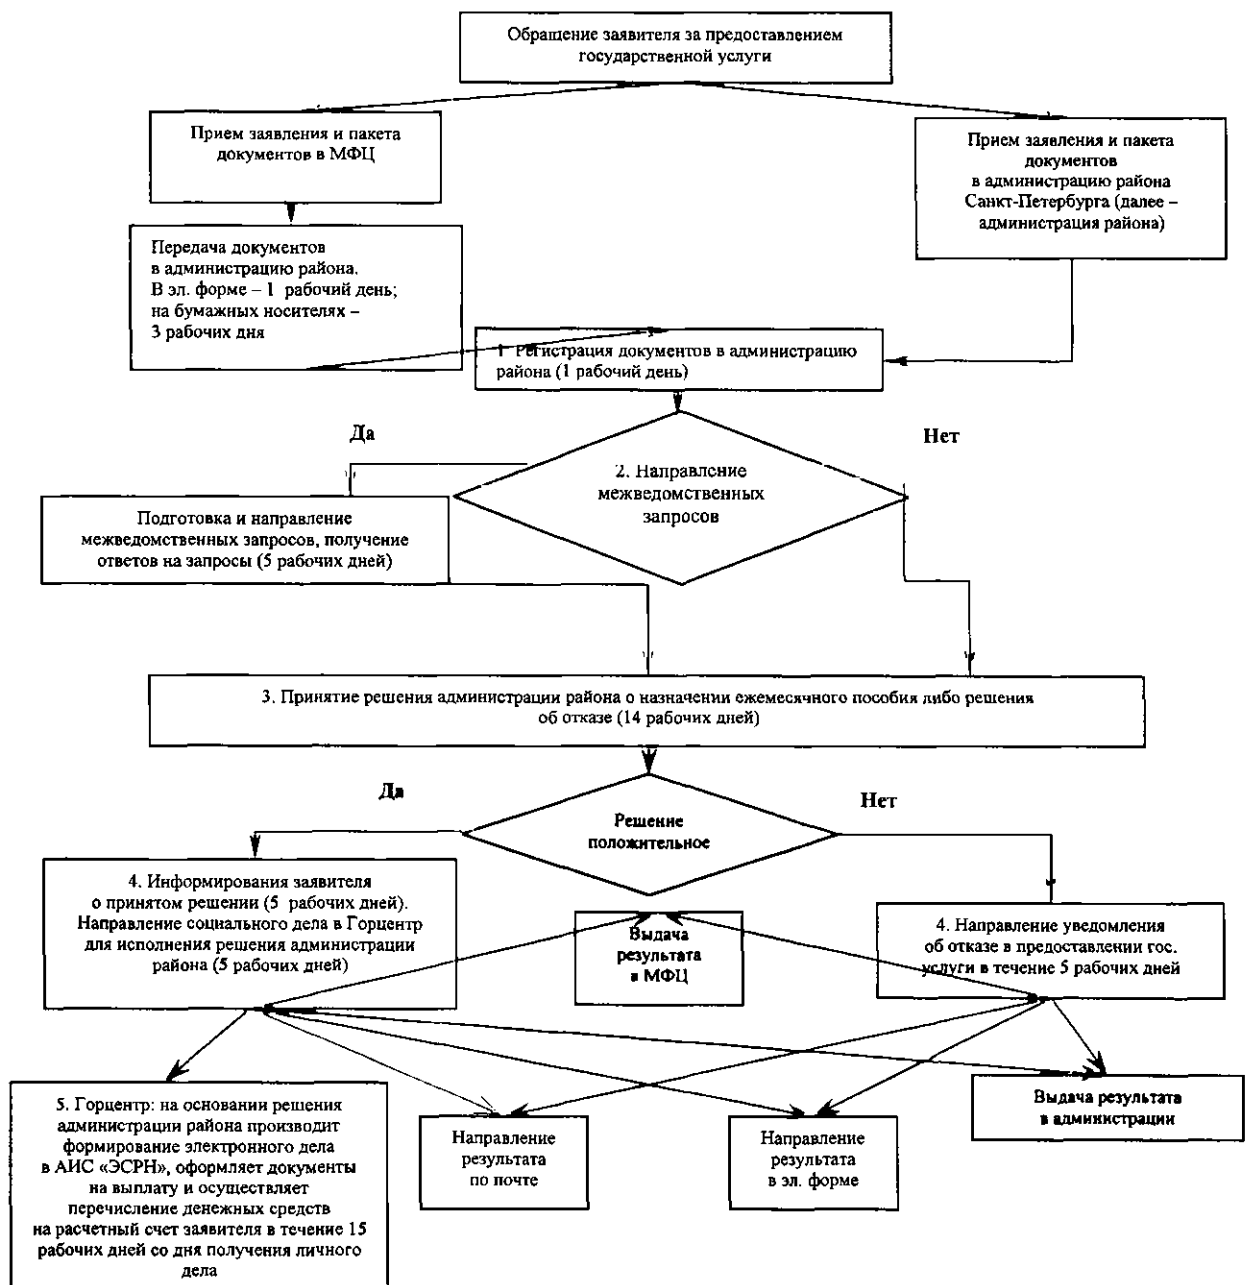 Обращение заявителя за предоставлением
государственной услуги
Прием заявления и пакета
документов в МФЦ
Прием заявления и пакета
документов
в администрацию района
Санкт-Петербурга (далее –
администрация района)
Передача документов
в администрацию района.
В эл. форме – 1 рабочий день;
на бумажных носителях –
3 рабочих дня
1 Регистрация документов в администрацию
района (1 рабочий день)
Да
Нет
2. Направление
межведомственных
запросов
Подготовка и направление
межведомственных запросов, получение
ответов на запросы (5 рабочих дней)
3. Принятие решения администрации района о назначении ежемесячного пособия либо решения
об отказе (14 рабочих дней)
Да
Нет
Решение
положительное
4. Информирования заявителя
о принятом решении (5 рабочих дней).
Направление социального дела в Горцентр
для исполнения решения администрации
района (5 рабочих дней)
Выдача
результата
в МФЦ
4. Направление уведомления
об отказе в предоставлении гос.
услуги в течение 5 рабочих дней
5. Горцентр: на основании решения
администрации района производит
формирование электронного дела
в АИС «ЭСРН», оформляет документы
на выплату и осуществляет
перечисление денежных средств
на расчетный счет заявителя в течение 15
рабочих дней со дня получения личного
дела
Направление
результата
по почте
Направление
результата
в эл. форме
Выдача результата
в администрации